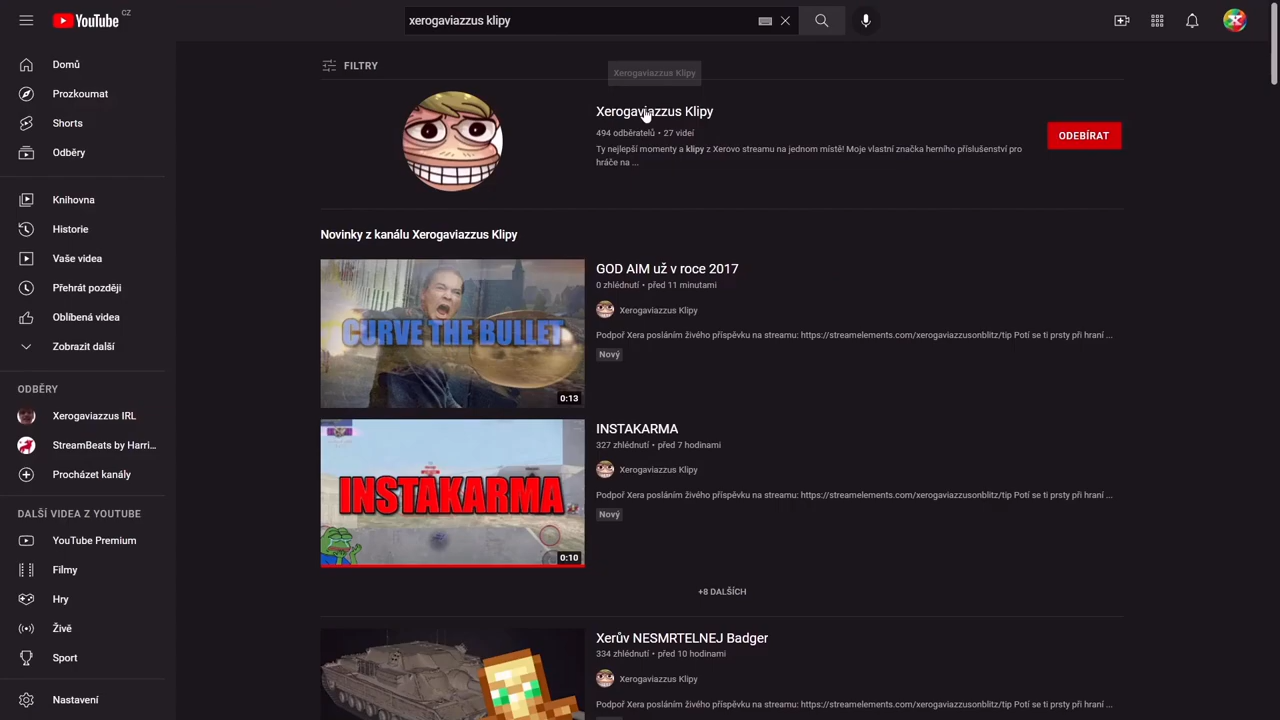 YouTube CZ
xerogaviazzus klipy
Domů
Prozkoumat
Shorts
Odběry
Knihovna
Historie
Vaše videa
Přehrát později
Oblíbená videa
Zobrazit další
ODBĚRY
Xerogaviazzus IRL
StreamBeats by Harri...
Procházet kanály
DALŠÍ VIDEA Z YOUTUBE
YouTube Premium
Filmy
Hry
Živě
Sport
Nastavení
FILTRY
Xerogaviazzus Klipy
Xerogaviazzus Klipy
494 odběratelů • 27 videí
Ty nejlepší momenty a klipy z Xerovo streamu na jednom místě! Moje vlastní značka herního příslušenství pro
hráče na ...
ODEBÍRAT
Novinky z kanálu Xerogaviazzus Klipy
CURVE THE BULLET
0:13
GOD AIM už v roce 2017
0 zhlédnutí • před 11 minutami
Xerogaviazzus Klipy
Podpoř Xera posláním živého příspěvku na streamu: https://streamelements.com/xerogaviazzusonblitz/tip Potí se ti prsty při hraní ...
Nový
INSTAKARMA
0:10
INSTAKARMA
327 zhlédnutí • před 7 hodinami
Xerogaviazzus Klipy
Podpoř Xera posláním živého příspěvku na streamu: https://streamelements.com/xerogaviazzusonblitz/tip Potí se ti prsty při hraní ...
Nový
+8 DALŠÍCH
Xerův NESMRTELNEJ Badger
334 zhlédnutí • před 10 hodinami
Xerogaviazzus Klipy
Podpoř Xera posláním živého příspěvku na streamu: https://streamelements.com/xerogaviazzusonblitz/tip Potí se ti prsty při hraní ...